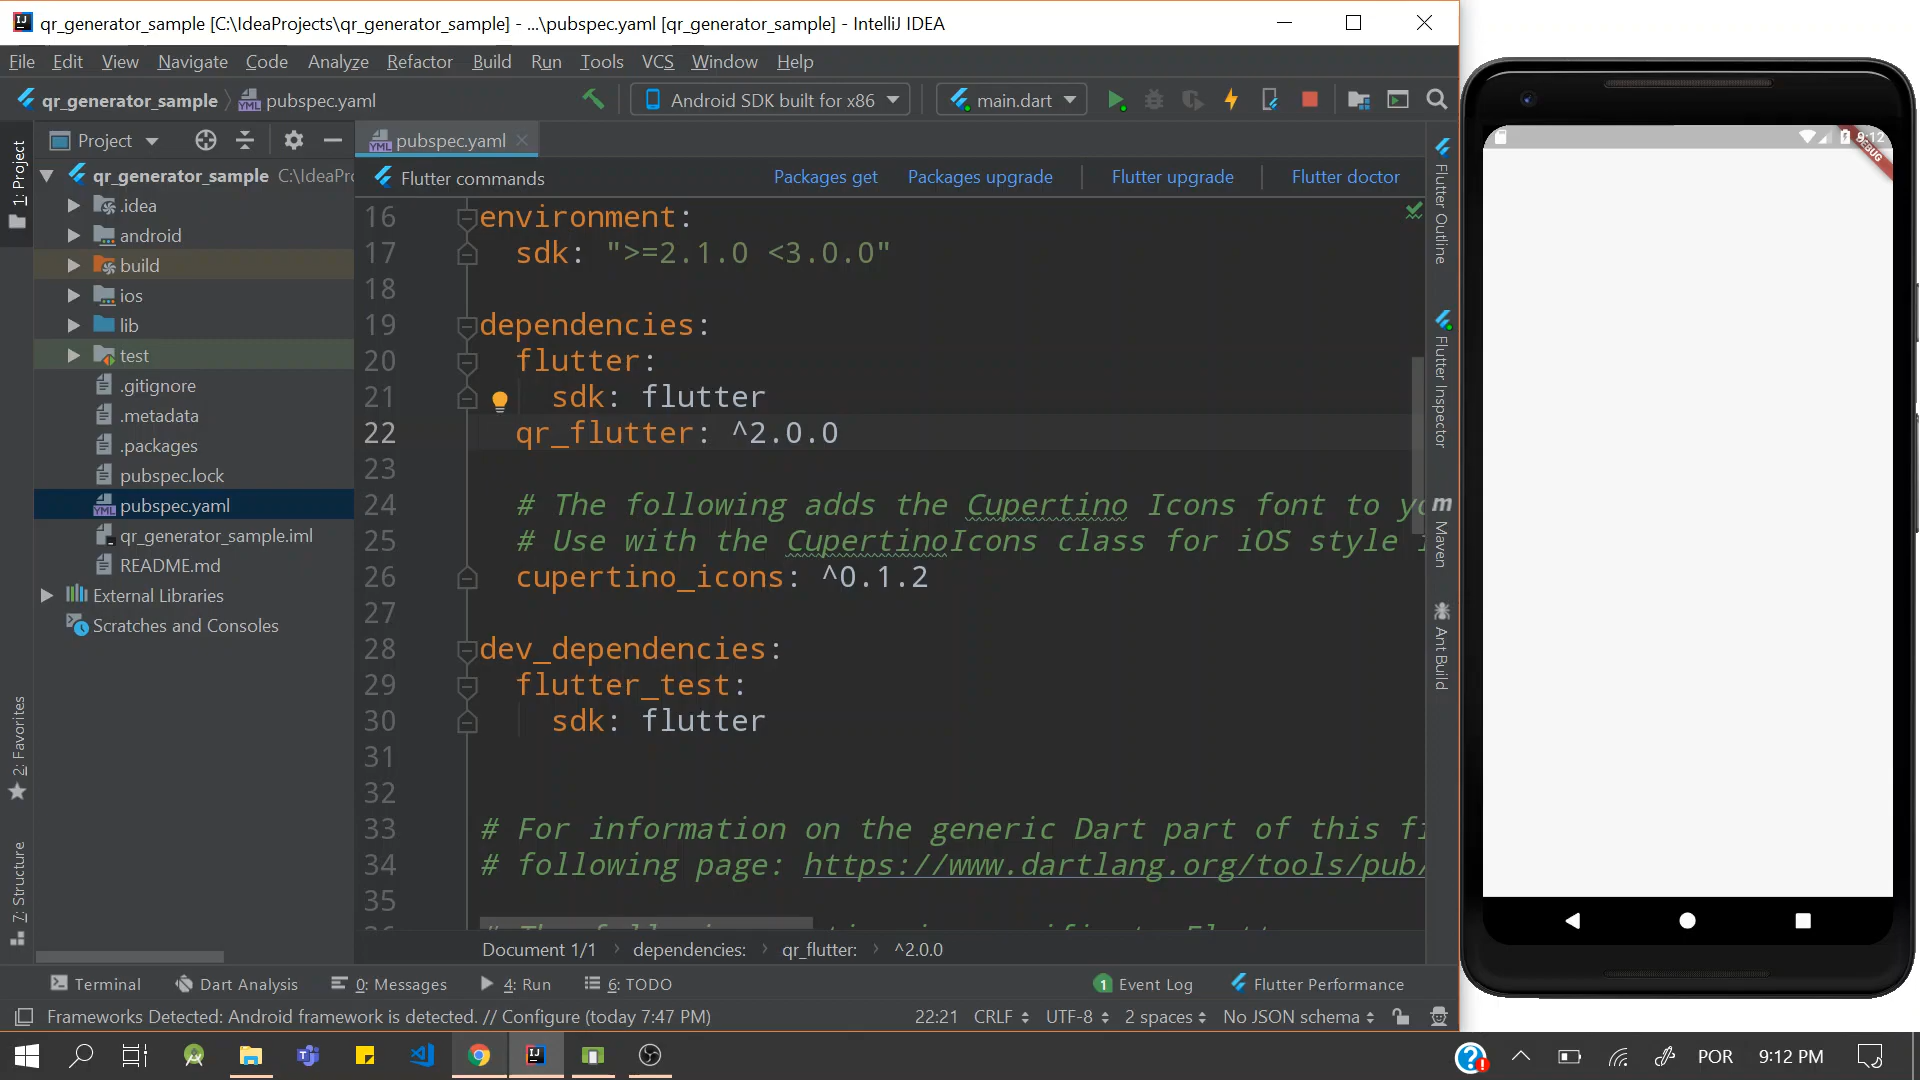 qr_generator_sample [C:\IdeaProjects\qr_generator_sample] - ...\pubspec.yaml [qr_generator_sample] - IntelliJ IDEA
File Edit View Navigate Code Analyze Refactor Build Run Tools VCS Window Help
qr_generator_sample pubspec.yaml Android SDK built for x86 main.dart
Project pubspec.yaml
1: Project
qr_generator_sample C:\IdeaPr
.idea
android
build
ios
lib
test
.gitignore
.metadata
.packages
pubspec.lock
pubspec.yaml
qr_generator_sample.iml
README.md
External Libraries
Scratches and Consoles
2: Favorites
7: Structure
Flutter commands Packages get Packages upgrade Flutter upgrade Flutter doctor
16 environment:
17 sdk: ">=2.1.0 <3.0.0"
18
19 dependencies:
20 flutter:
21 sdk: flutter
22 qr_flutter: ^2.0.0
23
24 # The following adds the Cupertino Icons font to yo
25 # Use with the CupertinoIcons class for iOS style
26 cupertino_icons: ^0.1.2
27
28 dev_dependencies:
29 flutter_test:
30 sdk: flutter
31
32
33 # For information on the generic Dart part of this fi
34 # following page: https://www.dartlang.org/tools/pub/
35
Document 1/1 dependencies: qr_flutter: ^2.0.0
Flutter Outline
Flutter Inspector
m Maven
Ant Build
Terminal Dart Analysis 0: Messages 4: Run 6: TODO 1 Event Log Flutter Performance
Frameworks Detected: Android framework is detected. // Configure (today 7:47 PM) 22:21 CRLF UTF-8 2 spaces No JSON schema
POR 9:12 PM
9:12
DEBUG